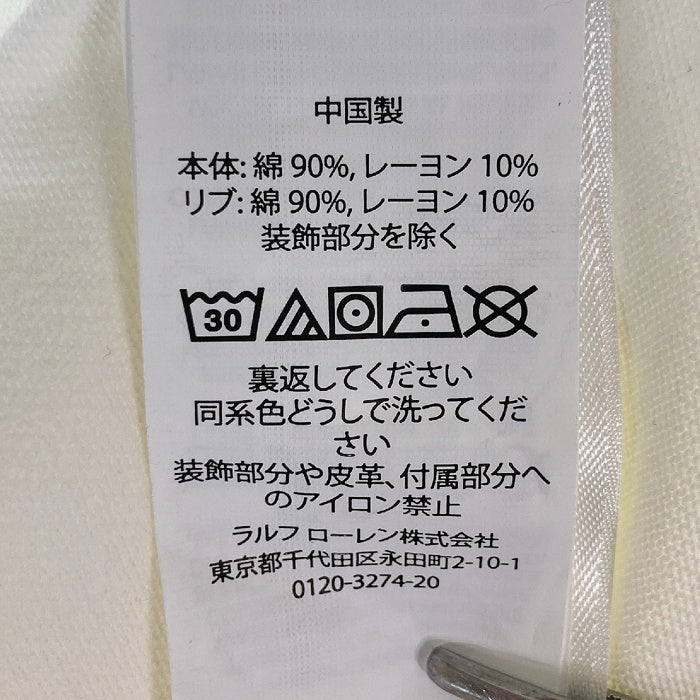 中国製
本体: 綿 90%, レーヨン 10%
リブ: 綿 90%, レーヨン 10%
装飾部分を除く
30
裏返してください
同系色どうしで洗ってくだ
さい
装飾部分や皮革、付属部分へ
のアイロン禁止
ラルフ ローレン株式会社
東京都千代田区永田町2-10-1
0120-3274-20